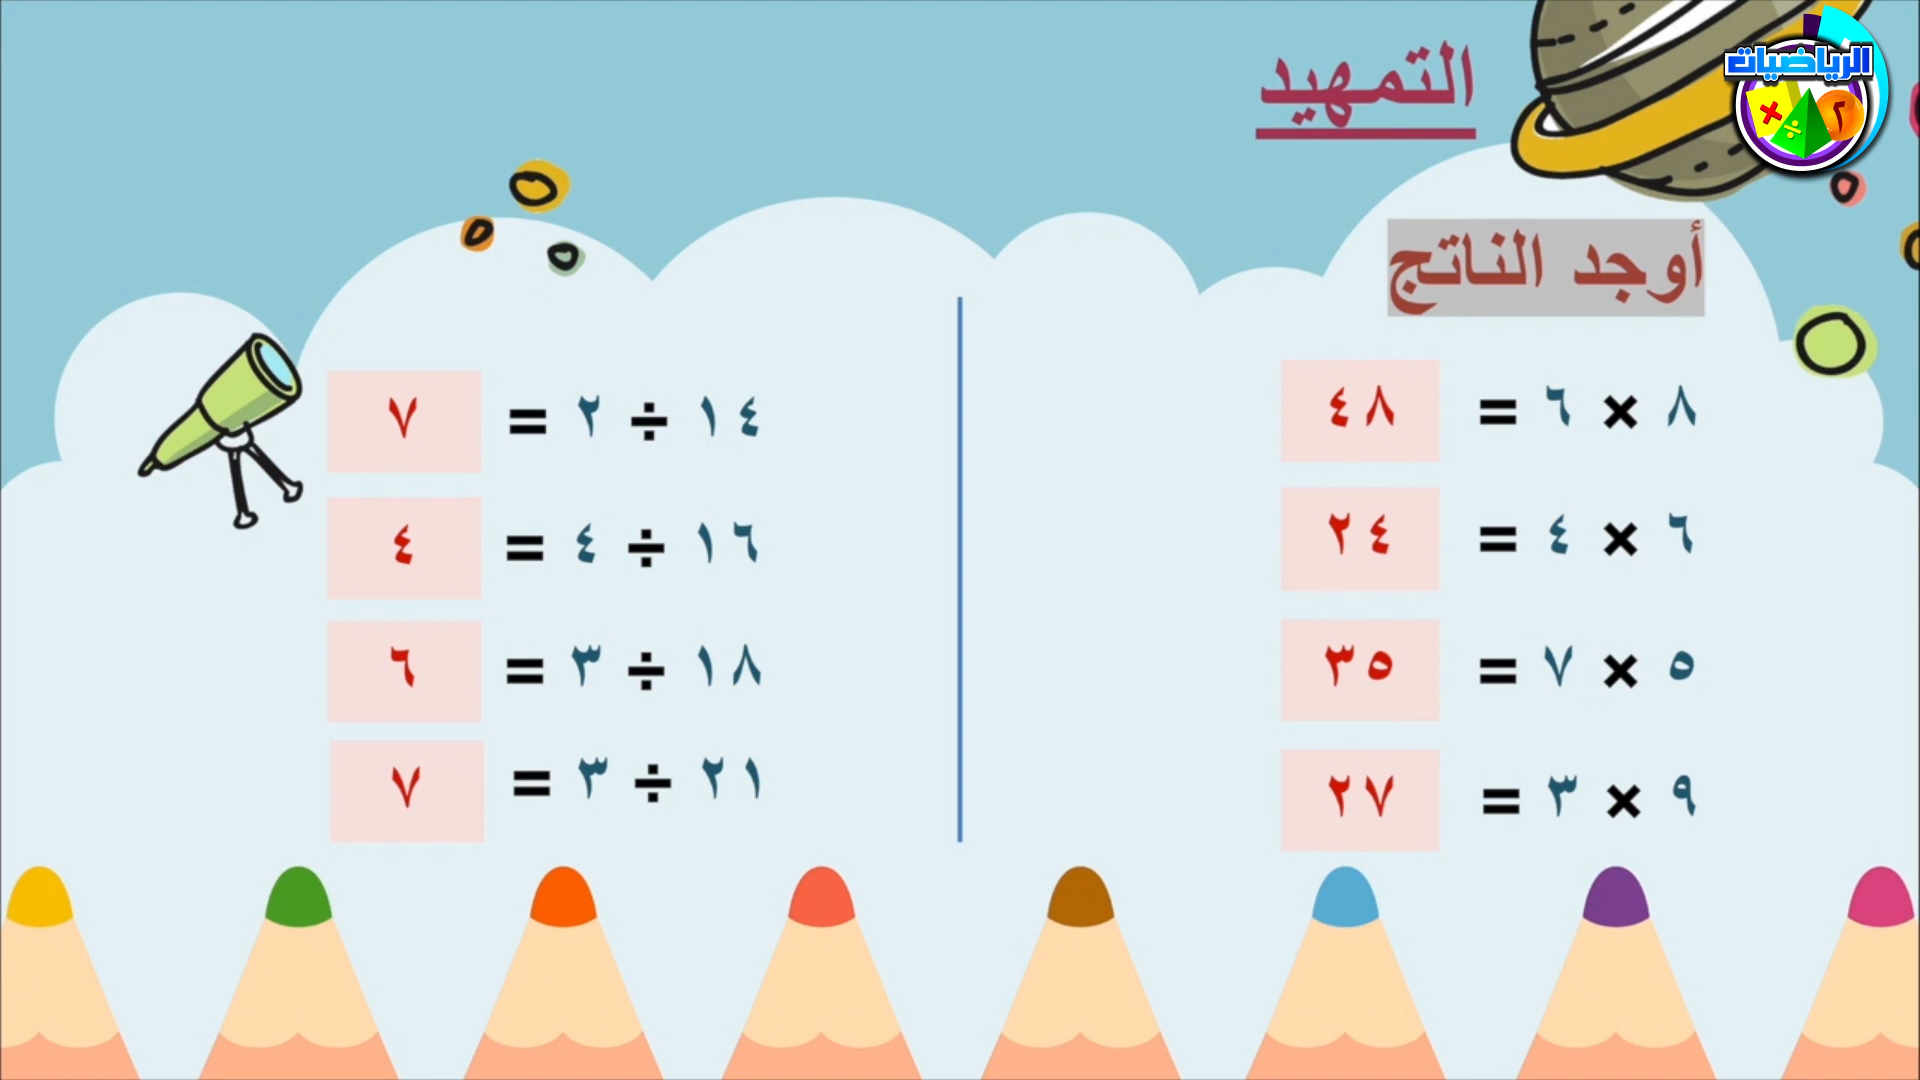 الرياضيات
× ÷ ٢
التمهيد
أوجد الناتج
٨ × ٦ = ٤٨
٦ × ٤ = ٢٤
٥ × ٧ = ٣٥
٩ × ٣ = ٢٧
١٤ ÷ ٢ = ٧
١٦ ÷ ٤ = ٤
١٨ ÷ ٣ = ٦
٢١ ÷ ٣ = ٧